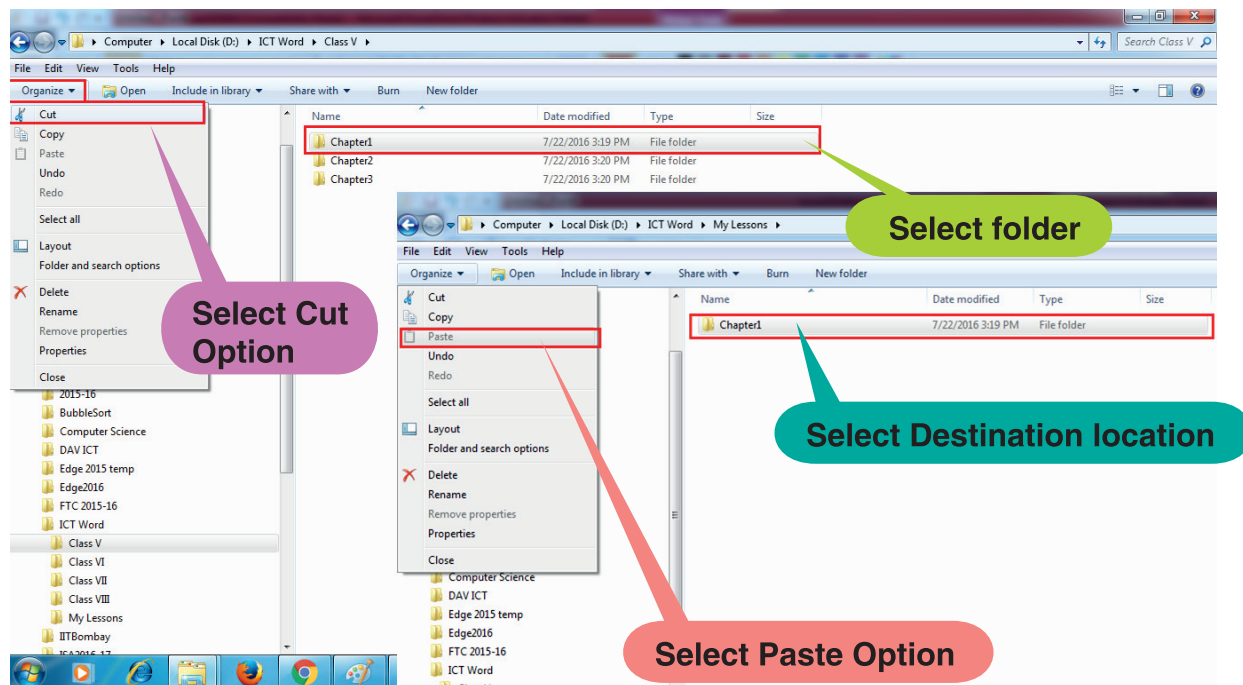 Computer ▸ Local Disk (D:) ▸ ICT Word ▸ Class V ▸
Search Class V
File Edit View Tools Help
Organize Open Include in library Share with Burn New folder
Cut
Copy
Paste
Undo
Redo
Select all
Layout
Folder and search options
Delete
Rename
Remove properties
Properties
Close
2015-16
BubbleSort
Computer Science
DAV ICT
Edge 2015 temp
Edge2016
FTC 2015-16
ICT Word
Class V
Class VI
Class VII
Class VIII
My Lessons
IITBombay
ISA2016-17
Name Date modified Type Size
Chapter1 7/22/2016 3:19 PM File folder
Chapter2 7/22/2016 3:20 PM File folder
Chapter3 7/22/2016 3:20 PM File folder
Select folder
Select Cut
Option
Computer ▸ Local Disk (D:) ▸ ICT Word ▸ My Lessons ▸
File Edit View Tools Help
Organize Open Include in library Share with Burn New folder
Cut
Copy
Paste
Undo
Redo
Select all
Layout
Folder and search options
Delete
Rename
Remove properties
Properties
Close
Computer Science
DAV ICT
Edge 2015 temp
Edge2016
FTC 2015-16
ICT Word
Name Date modified Type Size
Chapter1 7/22/2016 3:19 PM File folder
Select Destination location
Select Paste Option